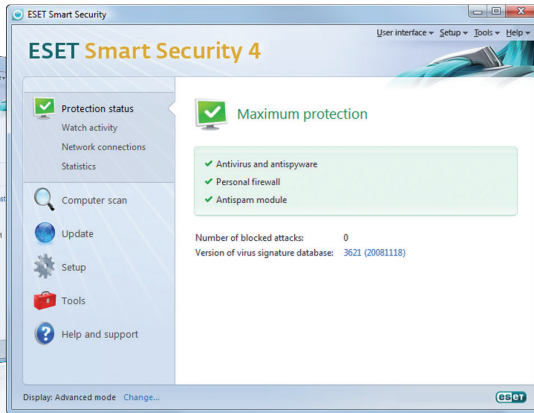 ESET Smart Security
User interface Setup Tools Help
ESET Smart Security 4
Protection status
Watch activity
Network connections
Statistics
Computer scan
Update
Setup
Tools
Help and support
Maximum protection
Antivirus and antispyware
Personal firewall
Antispam module
Number of blocked attacks: 0
Version of virus signature database: 3621 (20081118)
Display: Advanced mode Change...
eset